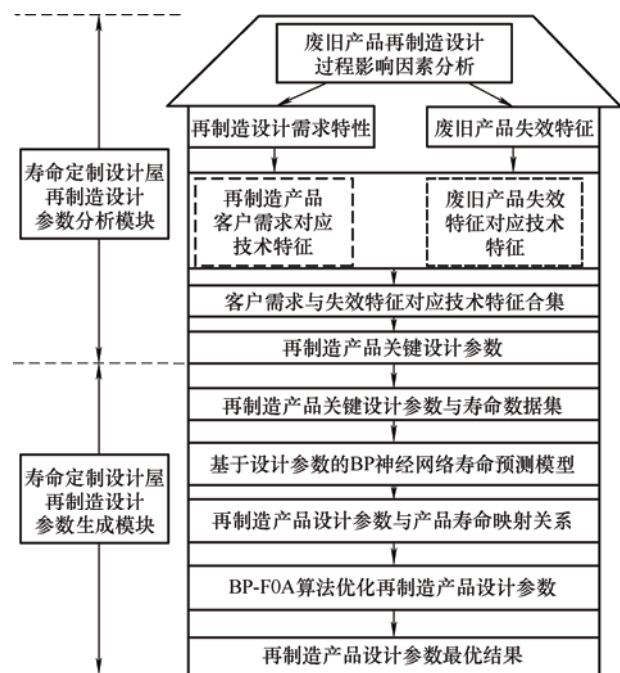 废旧产品再制造设计
过程影响因素分析
再制造设计需求特性
废旧产品失效特征
寿命定制设计屋
再制造设计
参数分析模块
再制造产品
客户需求对应
技术特征
废旧产品失效
特征对应技术
特征
客户需求与失效特征对应技术特征合集
再制造产品关键设计参数
再制造产品关键设计参数与寿命数据集
寿命定制设计屋
再制造设计
参数生成模块
基于设计参数的BP神经网络寿命预测模型
再制造产品设计参数与产品寿命映射关系
BP-F0A算法优化再制造产品设计参数
再制造产品设计参数最优结果